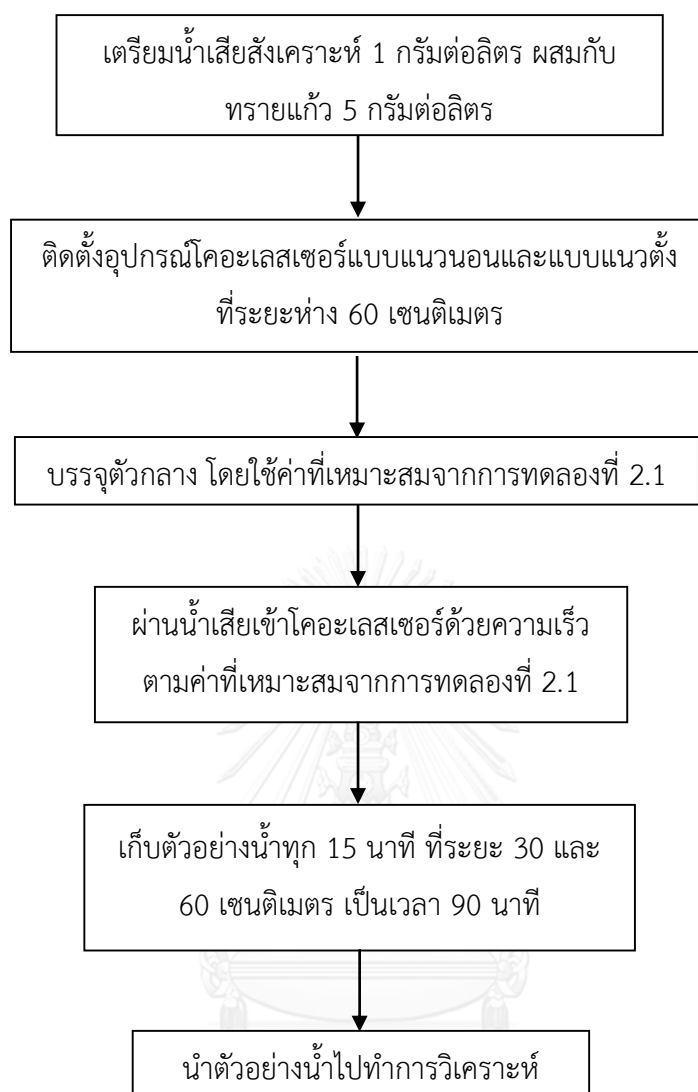 เตรียมน้ำเสียสังเคราะห์ 1 กรัมต่อลิตร ผสมกับ
ทรายแก้ว 5 กรัมต่อลิตร
ติดตั้งอุปกรณ์โคอะเลสเซอร์แบบแนวนอนและแบบแนวตั้ง
ที่ระยะห่าง 60 เซนติเมตร
บรรจุตัวกลาง โดยใช้ค่าที่เหมาะสมจากการทดลองที่ 2.1
ผ่านน้ำเสียเข้าโคอะเลสเซอร์ด้วยความเร็ว
ตามค่าที่เหมาะสมจากการทดลองที่ 2.1
เก็บตัวอย่างน้ำทุก 15 นาที ที่ระยะ 30 และ
60 เซนติเมตร เป็นเวลา 90 นาที
นำตัวอย่างน้ำไปทำการวิเคราะห์